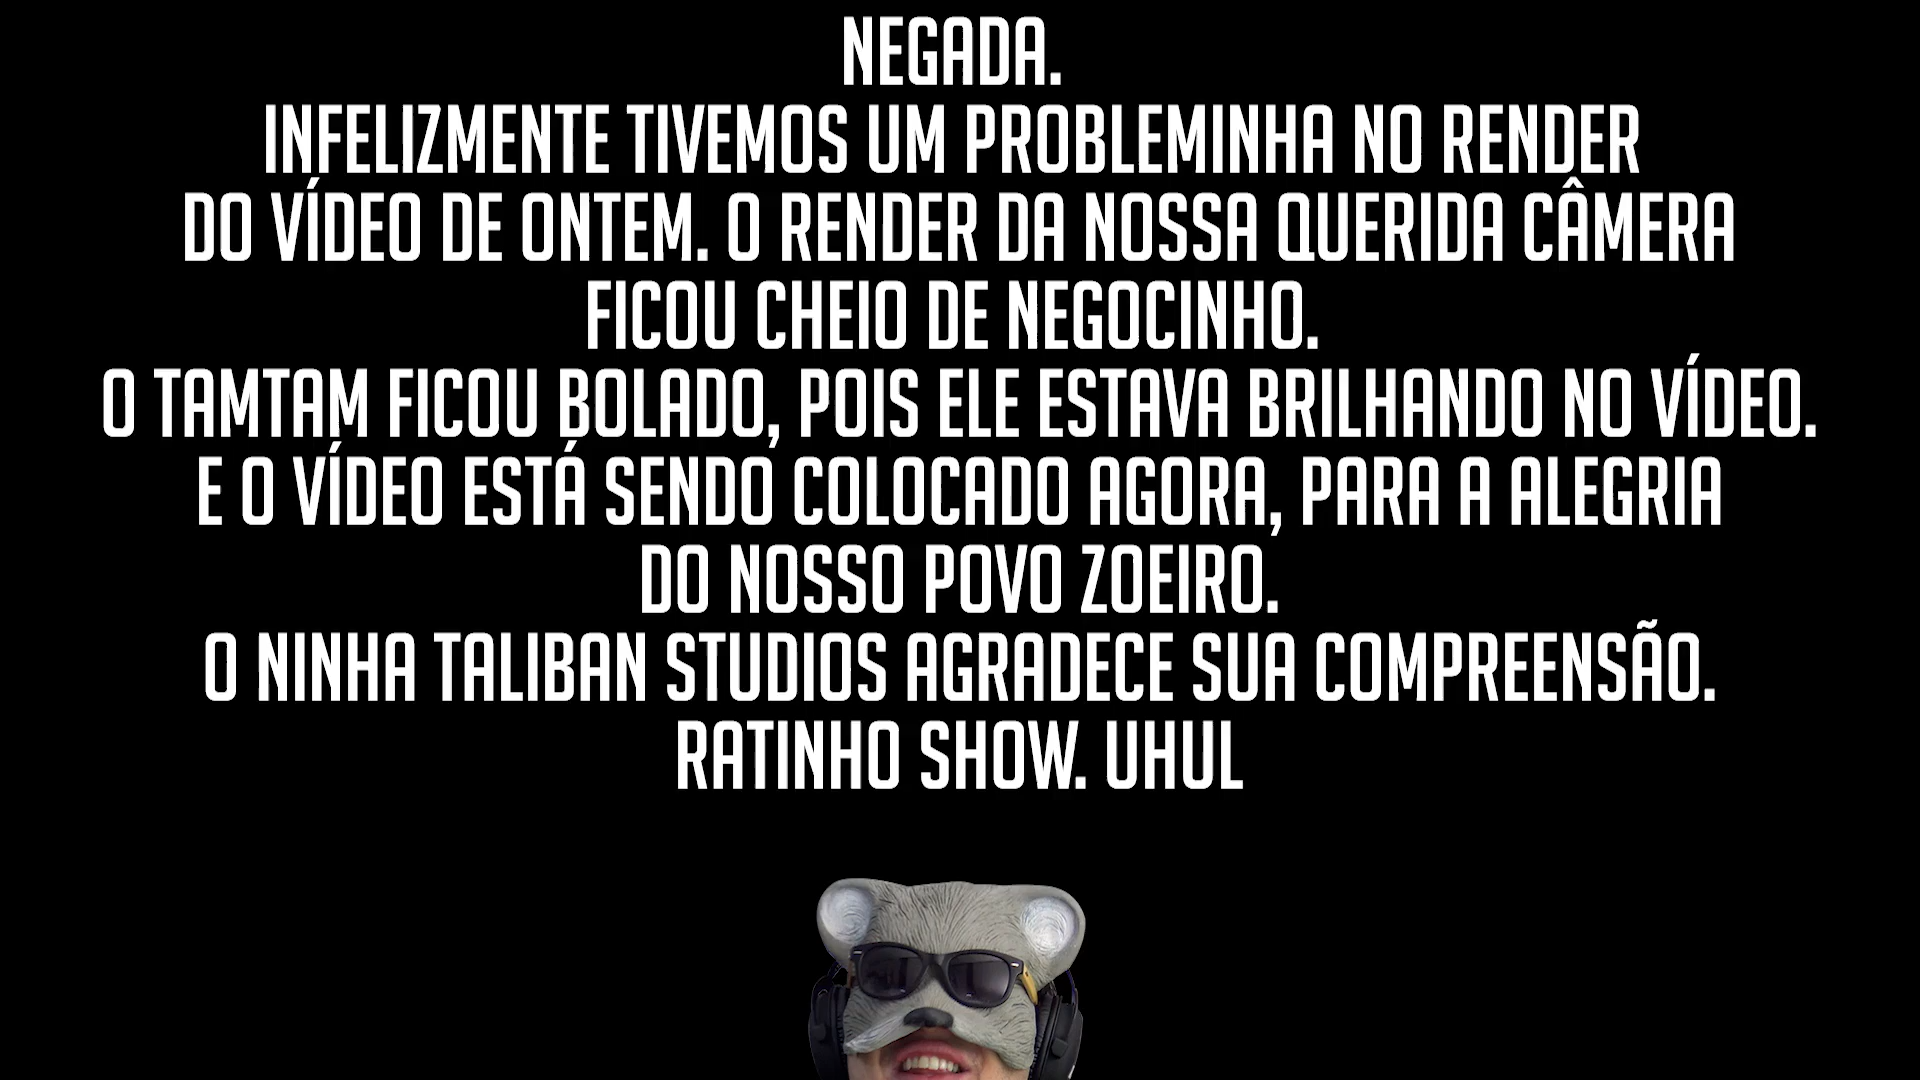 NEGADA.
INFELIZMENTE TIVEMOS UM PROBLEMINHA NO RENDER
DO VÍDEO DE ONTEM. O RENDER DA NOSSA QUERIDA CÂMERA
FICOU CHEIO DE NEGOCINHO.
O TAMTAM FICOU BOLADO, POIS ELE ESTAVA BRILHANDO NO VÍDEO.
E O VÍDEO ESTÁ SENDO COLOCADO AGORA, PARA A ALEGRIA
DO NOSSO POVO ZOEIRO.
O NINHA TALIBAN STUDIOS AGRADECE SUA COMPREENSÃO.
RATINHO SHOW. UHUL